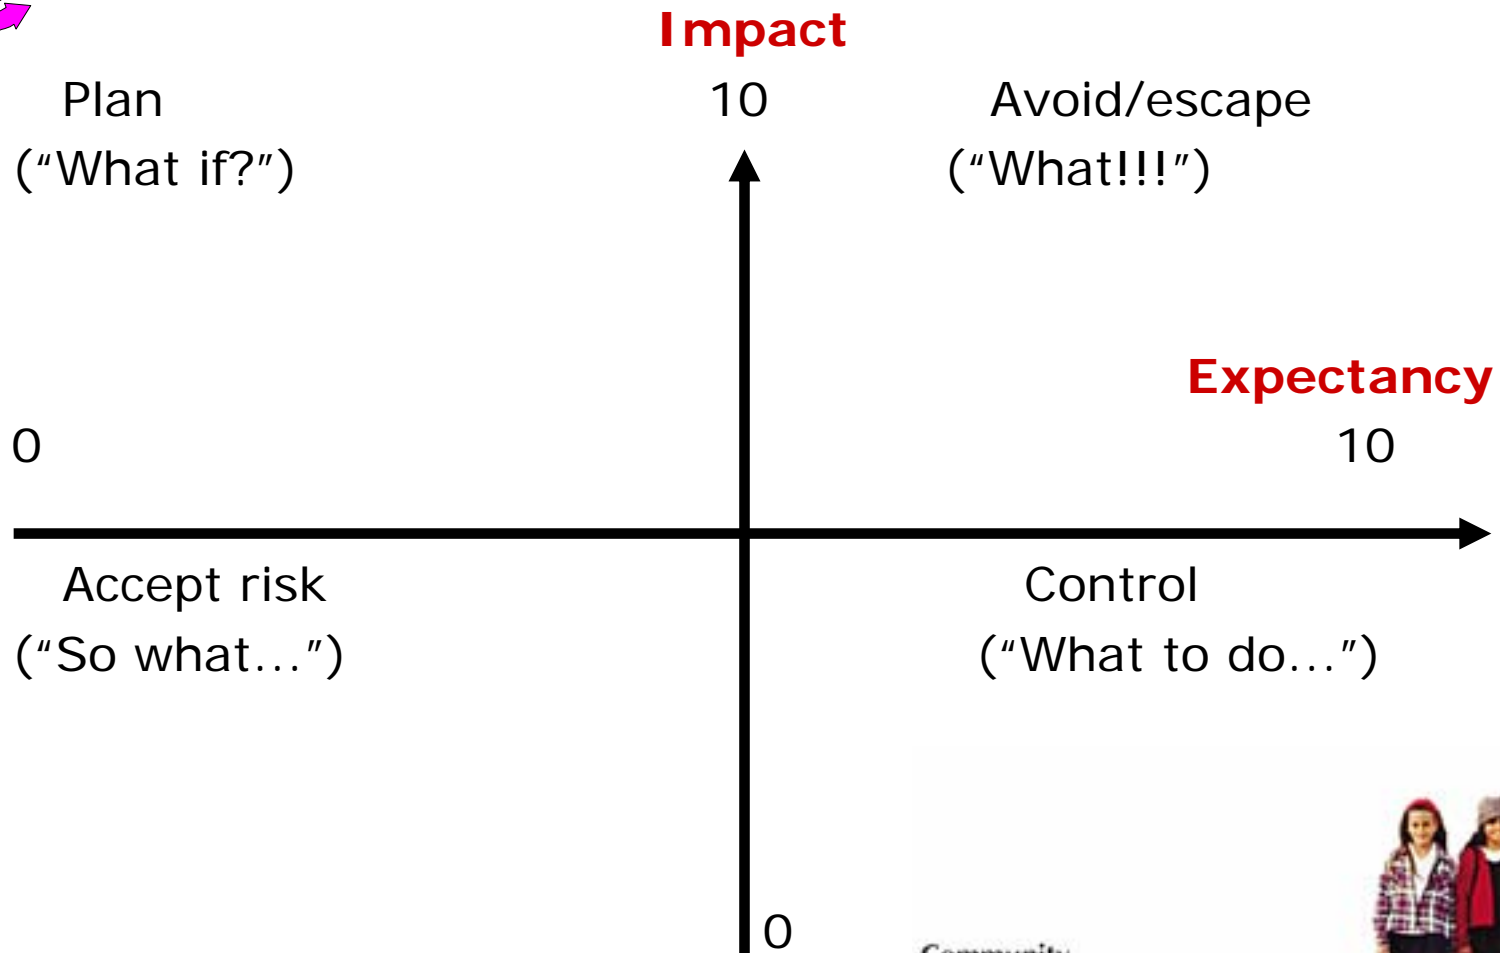 Impact
Plan
10
Avoid/escape
(“What if?”)
(“What!!!”)
Expectancy
0
10
Accept risk
Control
(“So what…”)
(“What to do…”)
0
Community